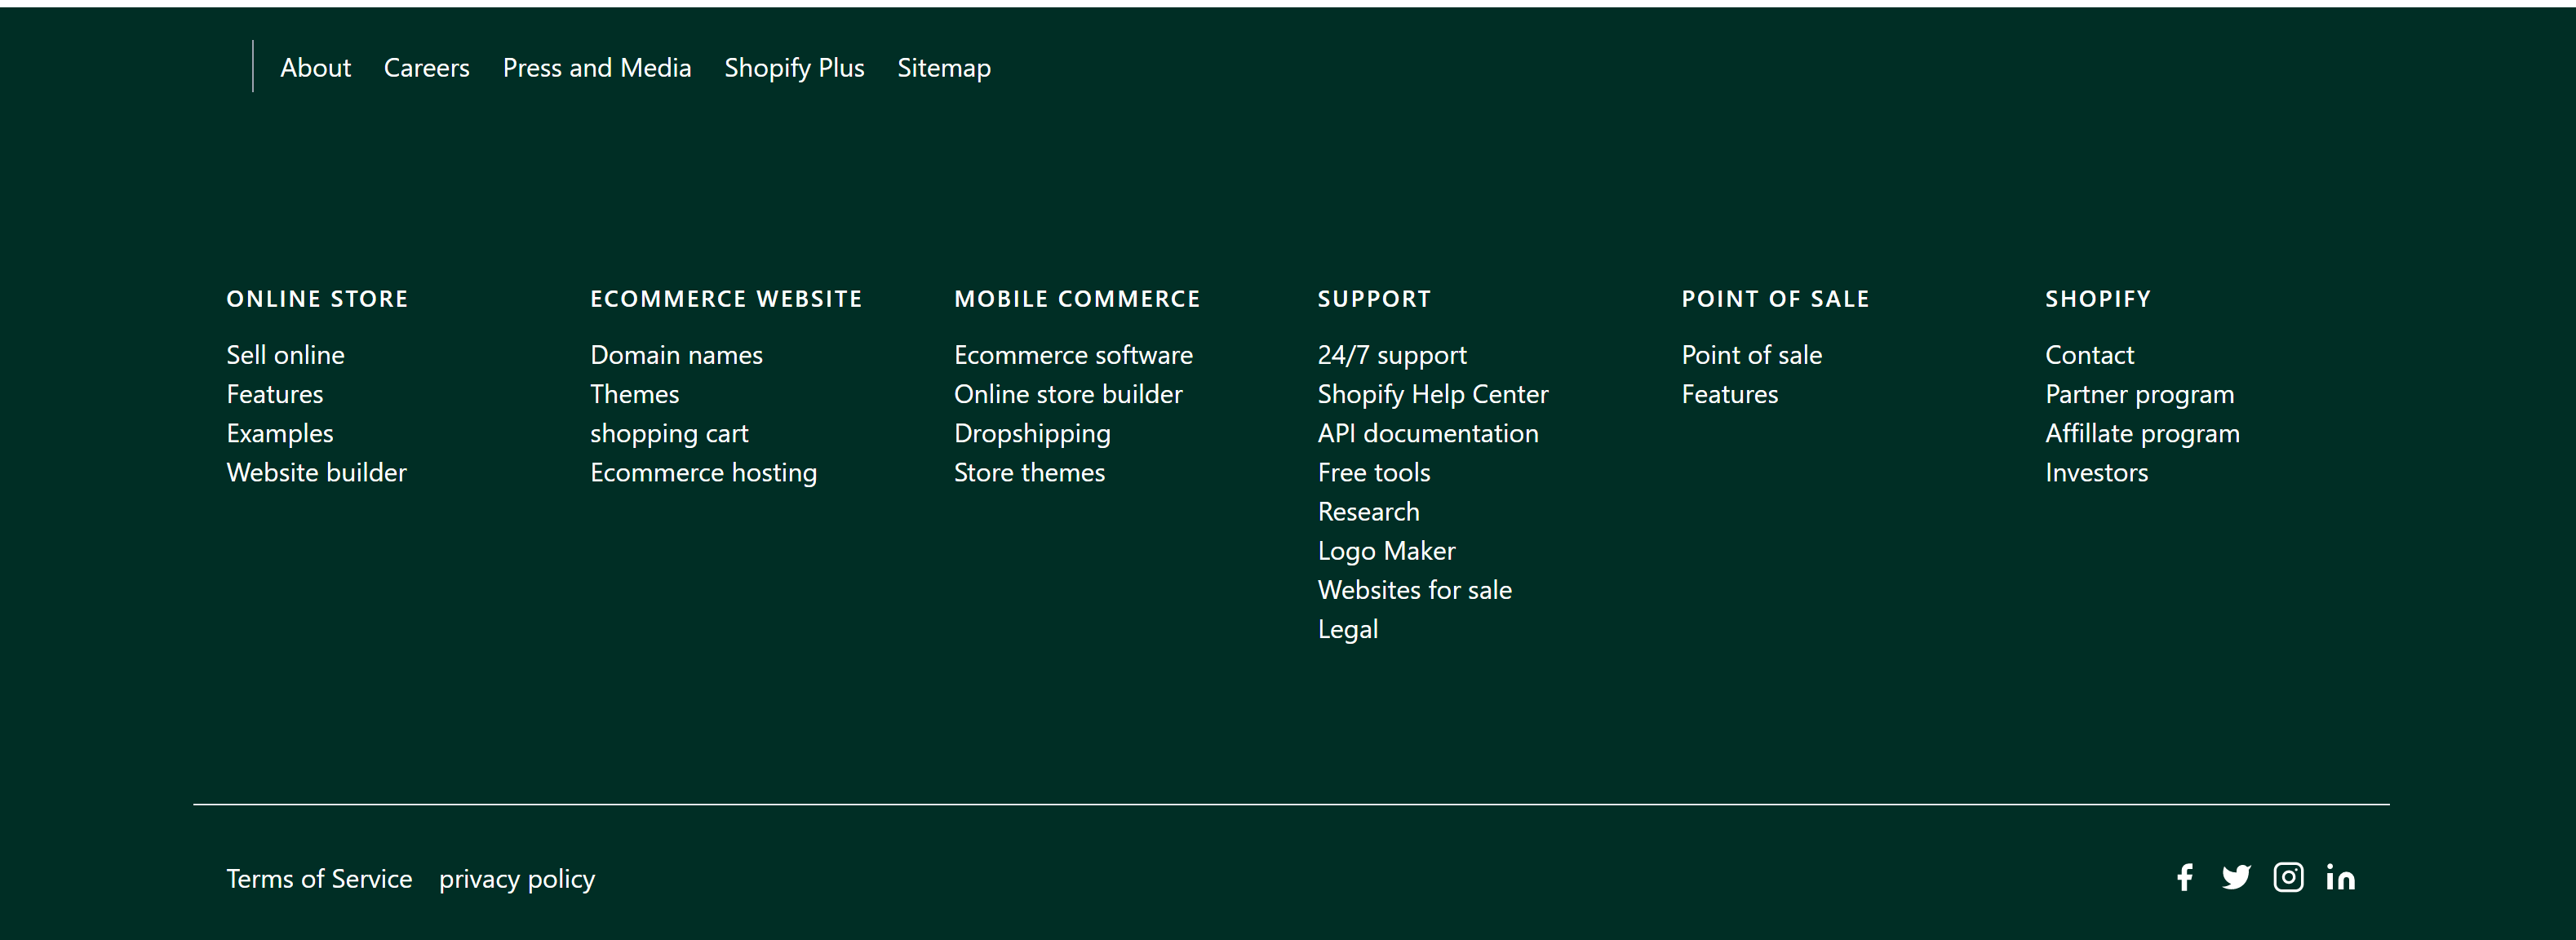 About Careers Press and Media Shopify Plus Sitemap
ONLINE STORE
Sell online
Features
Examples
Website builder
ECOMMERCE WEBSITE
Domain names
Themes
shopping cart
Ecommerce hosting
MOBILE COMMERCE
Ecommerce software
Online store builder
Dropshipping
Store themes
SUPPORT
24/7 support
Shopify Help Center
API documentation
Free tools
Research
Logo Maker
Websites for sale
Legal
POINT OF SALE
Point of sale
Features
SHOPIFY
Contact
Partner program
Affillate program
Investors
Terms of Service privacy policy